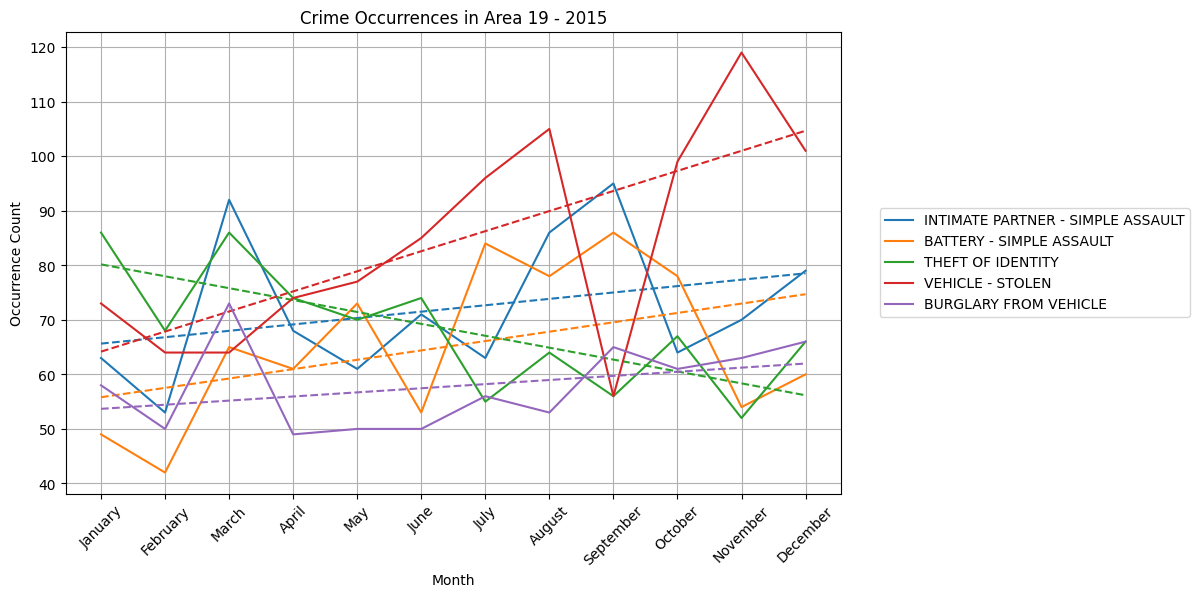 Crime Occurrences in Area 19 - 2015
120
110
100
90
80
70
60
50
40
Occurrence Count
January
February
March
April
May
June
July
August
September
October
November
December
Month
INTIMATE PARTNER - SIMPLE ASSAULT
BATTERY - SIMPLE ASSAULT
THEFT OF IDENTITY
VEHICLE - STOLEN
BURGLARY FROM VEHICLE